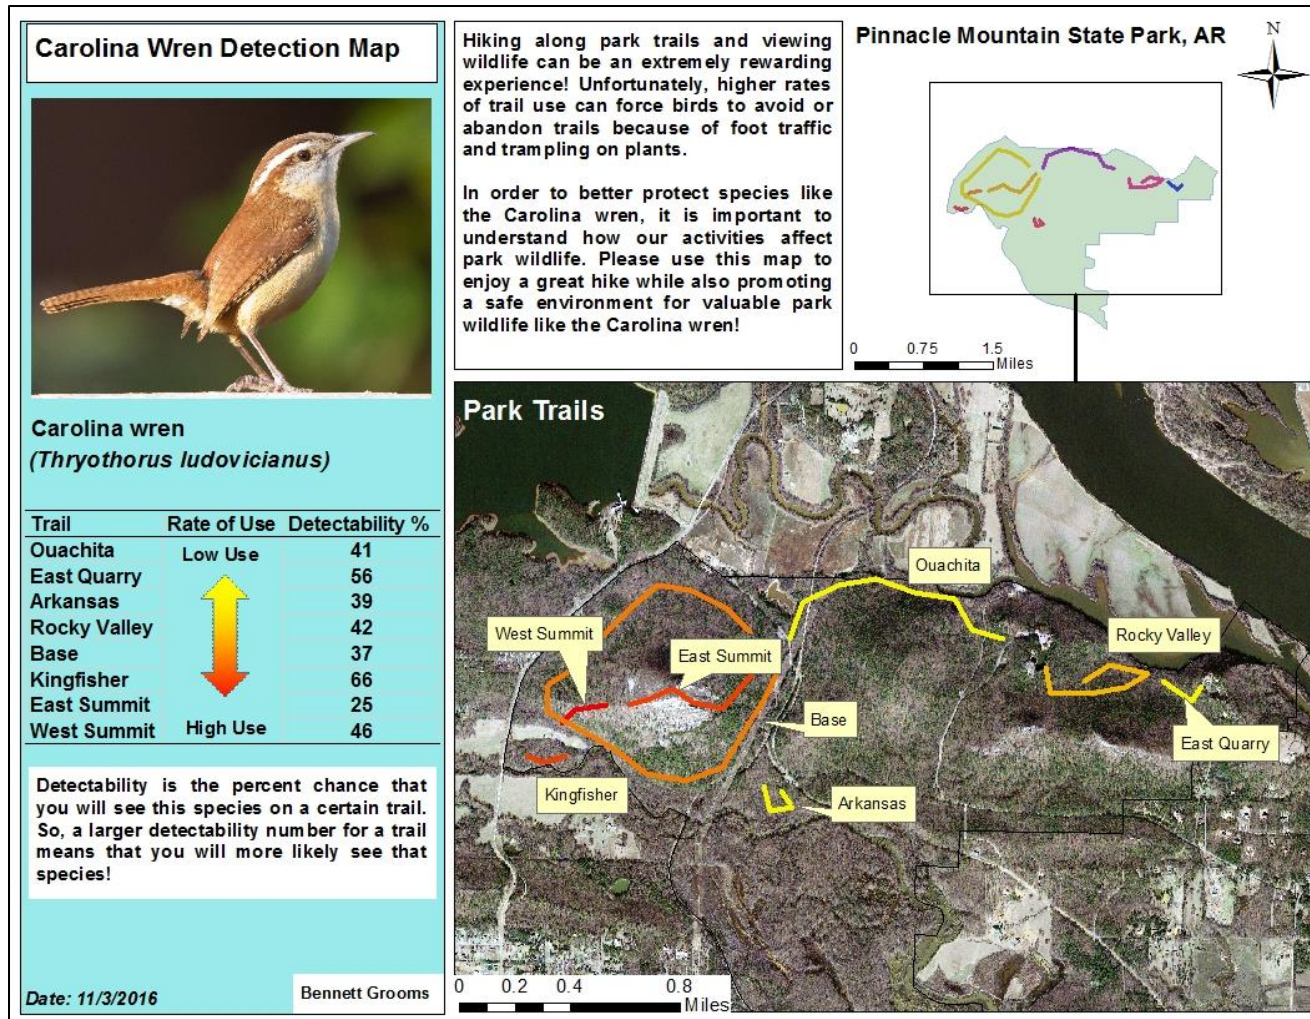 Carolina Wren Detection Map
Carolina wren
(Thryothorus ludovicianus)
Trail Rate of Use Detectability %
Ouachita 41
Low Use
East Quarry 56
Arkansas 39
Rocky Valley 42
Base 37
Kingfisher 66
East Summit 25
High Use
West Summit 46
Detectability is the percent chance that
you will see this species on a certain trail.
So, a larger detectability number for a trail
means that you will more likely see that
species!
Date: 11/3/2016
Bennett Grooms
Hiking along park trails and viewing
wildlife can be an extremely rewarding
experience! Unfortunately, higher rates
of trail use can force birds to avoid or
abandon trails because of foot traffic
and trampling on plants.
In order to better protect species like
the Carolina wren, it is important to
understand how our activities affect
park wildlife. Please use this map to
enjoy a great hike while also promoting
a safe environment for valuable park
wildlife like the Carolina wren!
Pinnacle Mountain State Park, AR
N
0 0.75 1.5
Miles
Park Trails
Ouachita
West Summit
East Summit
Rocky Valley
Base
East Quarry
Kingfisher
Arkansas
0 0.2 0.4 0.8
Miles